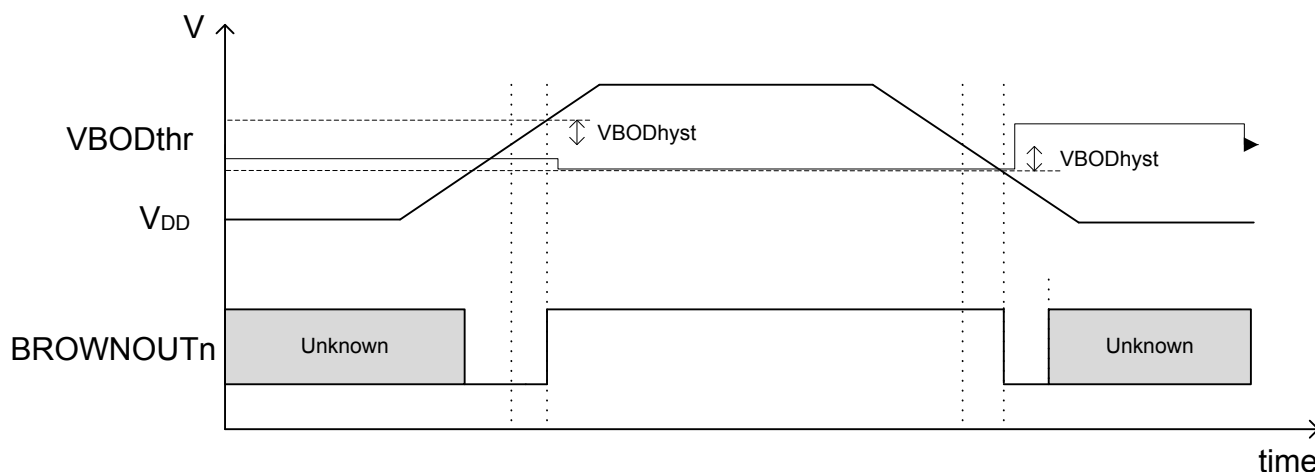 V
VBODthr
VBODhyst
VBODhyst
VDD
BROWNOUTn
Unknown
Unknown
time